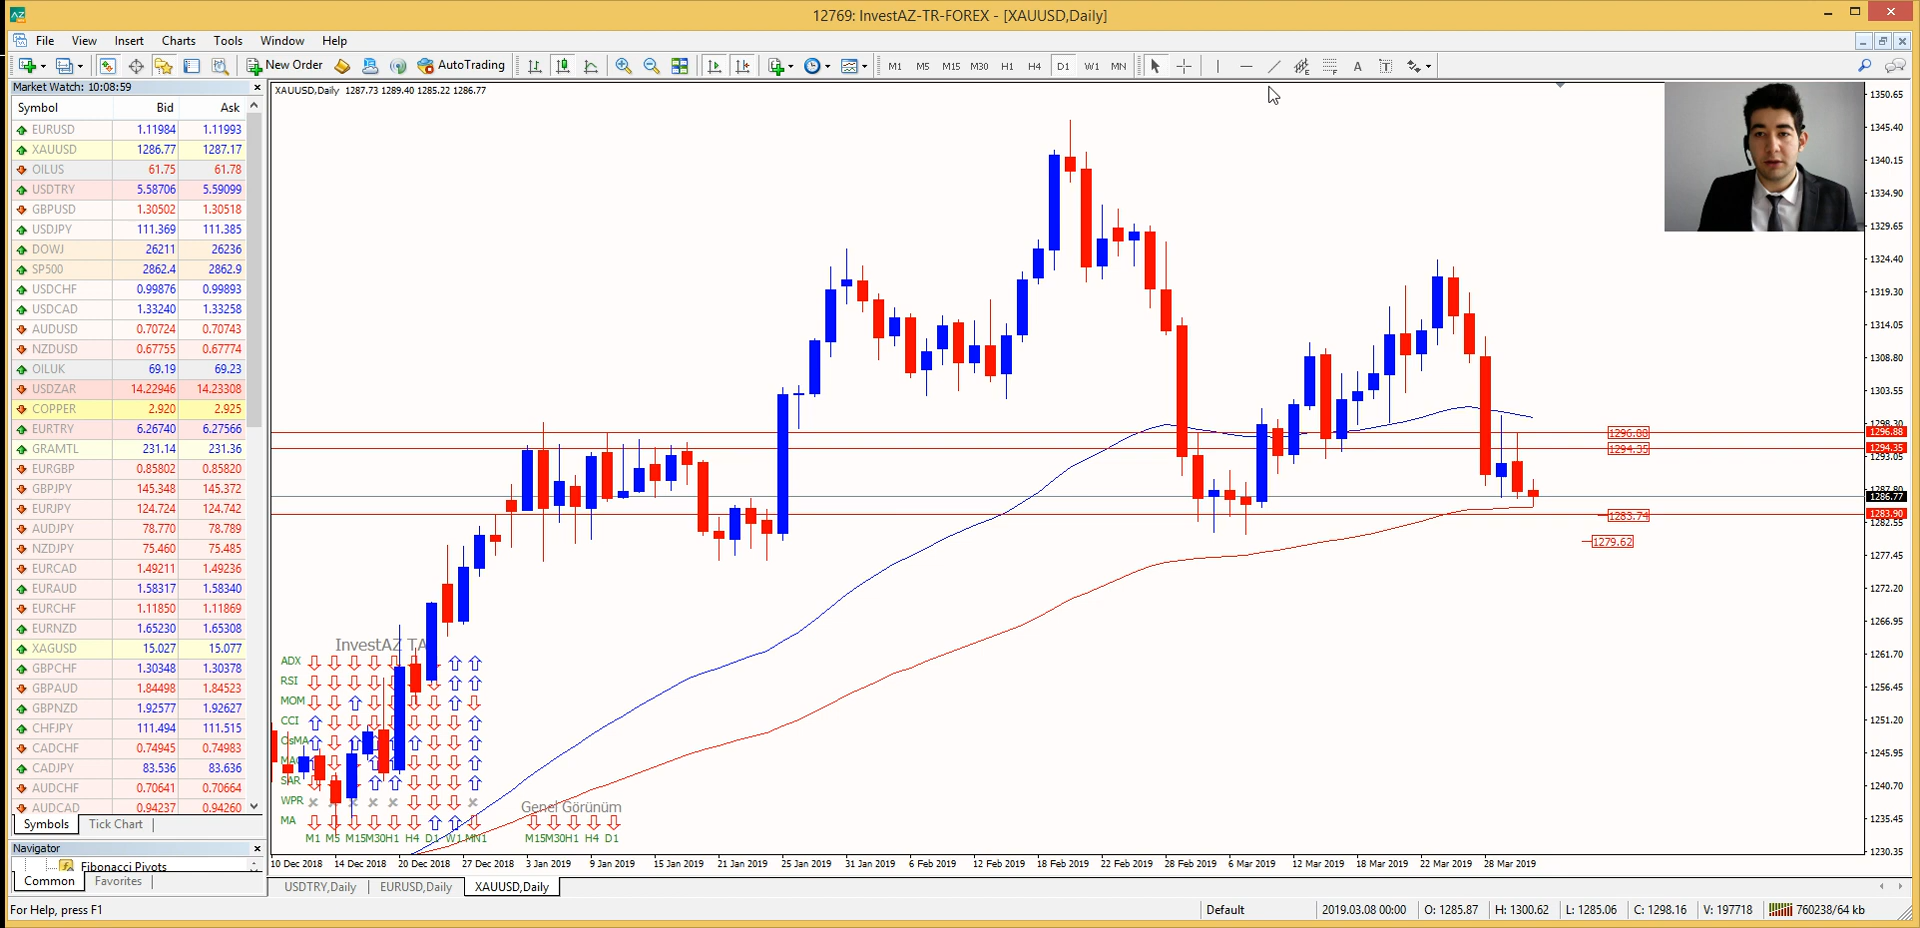 12769: InvestAZ-TR-FOREX - [XAUUSD,Daily]
File View Insert Charts Tools Window Help
New Order AutoTrading M1 M5 M15 M30 H1 H4 D1 W1 MN A T
Market Watch: 10:08:59
Symbol Bid Ask
EURUSD 1.11984 1.11993
XAUUSD 1286.77 1287.17
OILUS 61.75 61.78
USDTRY 5.58706 5.59099
GBPUSD 1.30502 1.30518
USDJPY 111.369 111.385
DOWJ 26211 26236
SP500 2862.4 2862.9
USDCHF 0.99876 0.99893
USDCAD 1.33240 1.33258
AUDUSD 0.70724 0.70743
NZDUSD 0.67755 0.67774
OILUK 69.19 69.23
USDZAR 14.22946 14.23308
COPPER 2.920 2.925
EURTRY 6.26740 6.27566
GRAMTL 231.14 231.36
EURGBP 0.85802 0.85820
GBPJPY 145.348 145.372
EURJPY 124.724 124.742
AUDJPY 78.770 78.789
NZDJPY 75.460 75.485
EURCAD 1.49211 1.49236
EURAUD 1.58317 1.58340
EURCHF 1.11850 1.11869
EURNZD 1.65230 1.65308
XAGUSD 15.027 15.077
GBPCHF 1.30348 1.30378
GBPAUD 1.84498 1.84523
GBPNZD 1.92577 1.92627
CHFJPY 111.494 111.515
CADCHF 0.74945 0.74983
CADJPY 83.536 83.636
AUDCHF 0.70641 0.70664
AUDCAD 0.94237 0.94260
Symbols Tick Chart
Navigator
Fibonacci Pivots
Common Favorites
XAUUSD,Daily 1287.73 1289.40 1285.22 1286.77
1296.88
1294.35
1283.74
1279.62
InvestAZ TA
ADX
RSI
MOM
CCI
OsMA
SAR
WPR
MA
M1 M5 M15 M30 H1 H4 D1 W1 MN1
Genel Görünüm
M15 M30 H1 H4 D1
1350.65
1345.40
1340.15
1334.90
1329.65
1324.40
1319.30
1314.05
1308.80
1303.55
1298.30
1296.88
1294.35
1293.05
1287.80
1286.77
1283.90
1282.55
1277.45
1272.20
1266.95
1261.70
1256.45
1251.20
1245.95
1240.70
1235.45
1230.35
10 Dec 2018 14 Dec 2018 20 Dec 2018 27 Dec 2018 3 Jan 2019 9 Jan 2019 15 Jan 2019 21 Jan 2019 25 Jan 2019 31 Jan 2019 6 Feb 2019 12 Feb 2019 18 Feb 2019 22 Feb 2019 28 Feb 2019 6 Mar 2019 12 Mar 2019 18 Mar 2019 22 Mar 2019 28 Mar 2019
USDTRY,Daily EURUSD,Daily XAUUSD,Daily
For Help, press F1 Default 2019.03.08 00:00 O: 1285.87 H: 1300.62 L: 1285.06 C: 1298.16 V: 197718 760238/64 kb